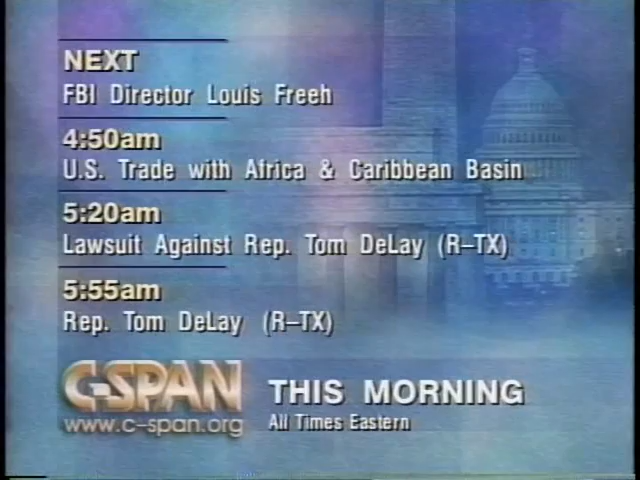 NEXT
FBI Director Louis Freeh
4:50am
U.S. Trade with Africa & Caribbean Basin
5:20am
Lawsuit Against Rep. Tom DeLay (R-TX)
5:55am
Rep. Tom DeLay (R-TX)
C-SPAN
THIS MORNING
www.c-span.org
All Times Eastern